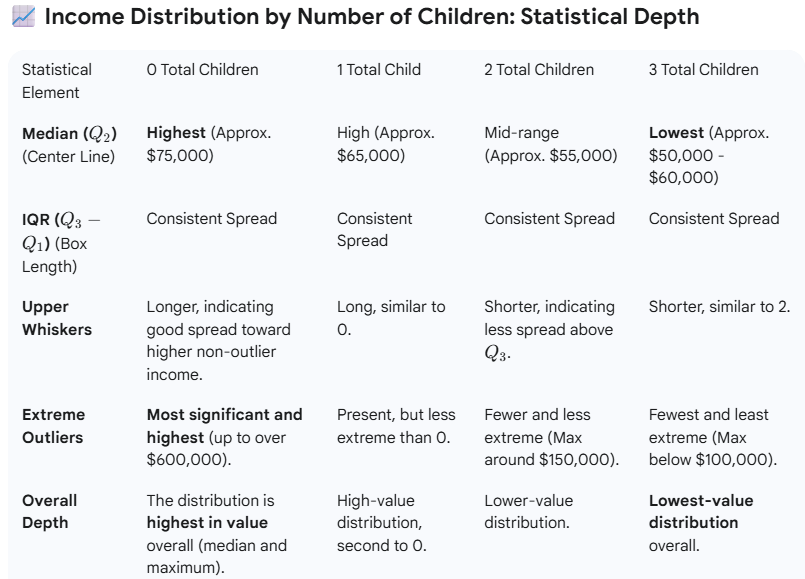 📈 Income Distribution by Number of Children: Statistical Depth
Statistical Element 0 Total Children 1 Total Child 2 Total Children 3 Total Children
Median (Q₂) (Center Line) Highest (Approx. $75,000) High (Approx. $65,000) Mid-range (Approx. $55,000) Lowest (Approx. $50,000 - $60,000)
IQR (Q₃ − Q₁) (Box Length) Consistent Spread Consistent Spread Consistent Spread Consistent Spread
Upper Whiskers Longer, indicating good spread toward higher non-outlier income. Long, similar to 0. Shorter, indicating less spread above Q₃. Shorter, similar to 2.
Extreme Outliers Most significant and highest (up to over $600,000). Present, but less extreme than 0. Fewer and less extreme (Max around $150,000). Fewest and least extreme (Max below $100,000).
Overall Depth The distribution is highest in value overall (median and maximum). High-value distribution, second to 0. Lower-value distribution. Lowest-value distribution overall.